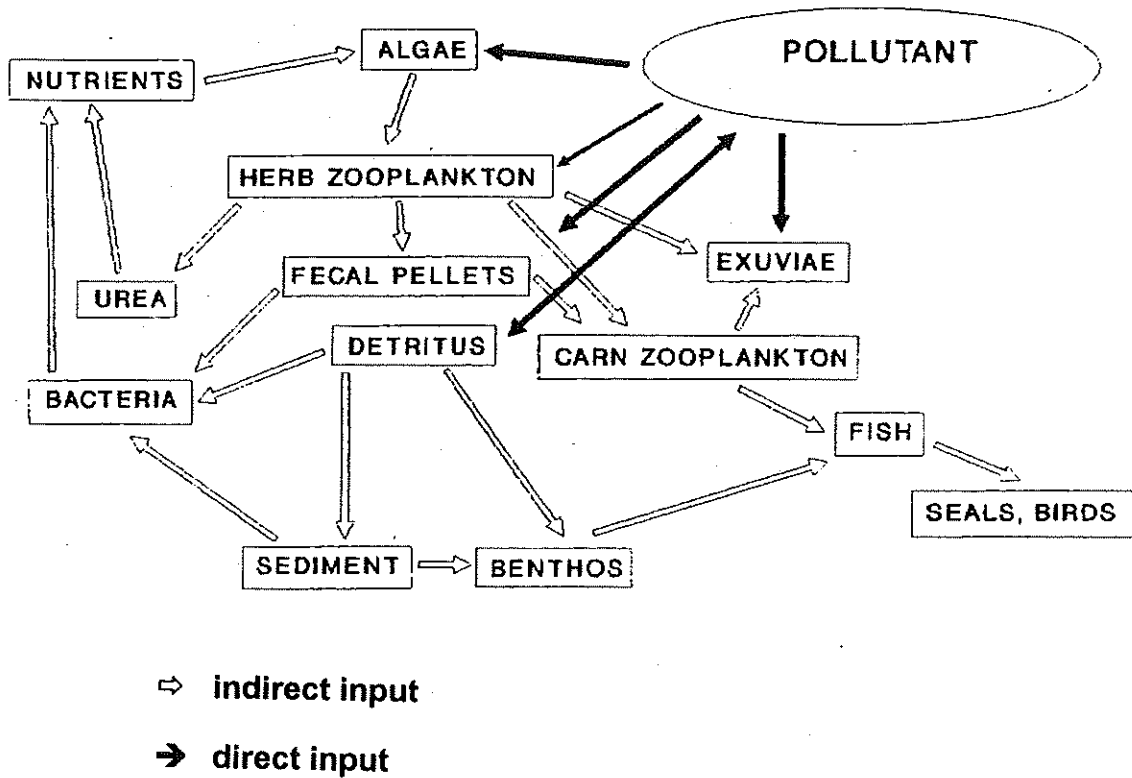 ALGAE
POLLUTANT
NUTRIENTS
HERB ZOOPLANKTON
FECAL PELLETS
EXUVIAE
UREA
DETRITUS
CARN ZOOPLANKTON
BACTERIA
FISH
SEALS, BIRDS
SEDIMENT
BENTHOS
indirect input
direct input